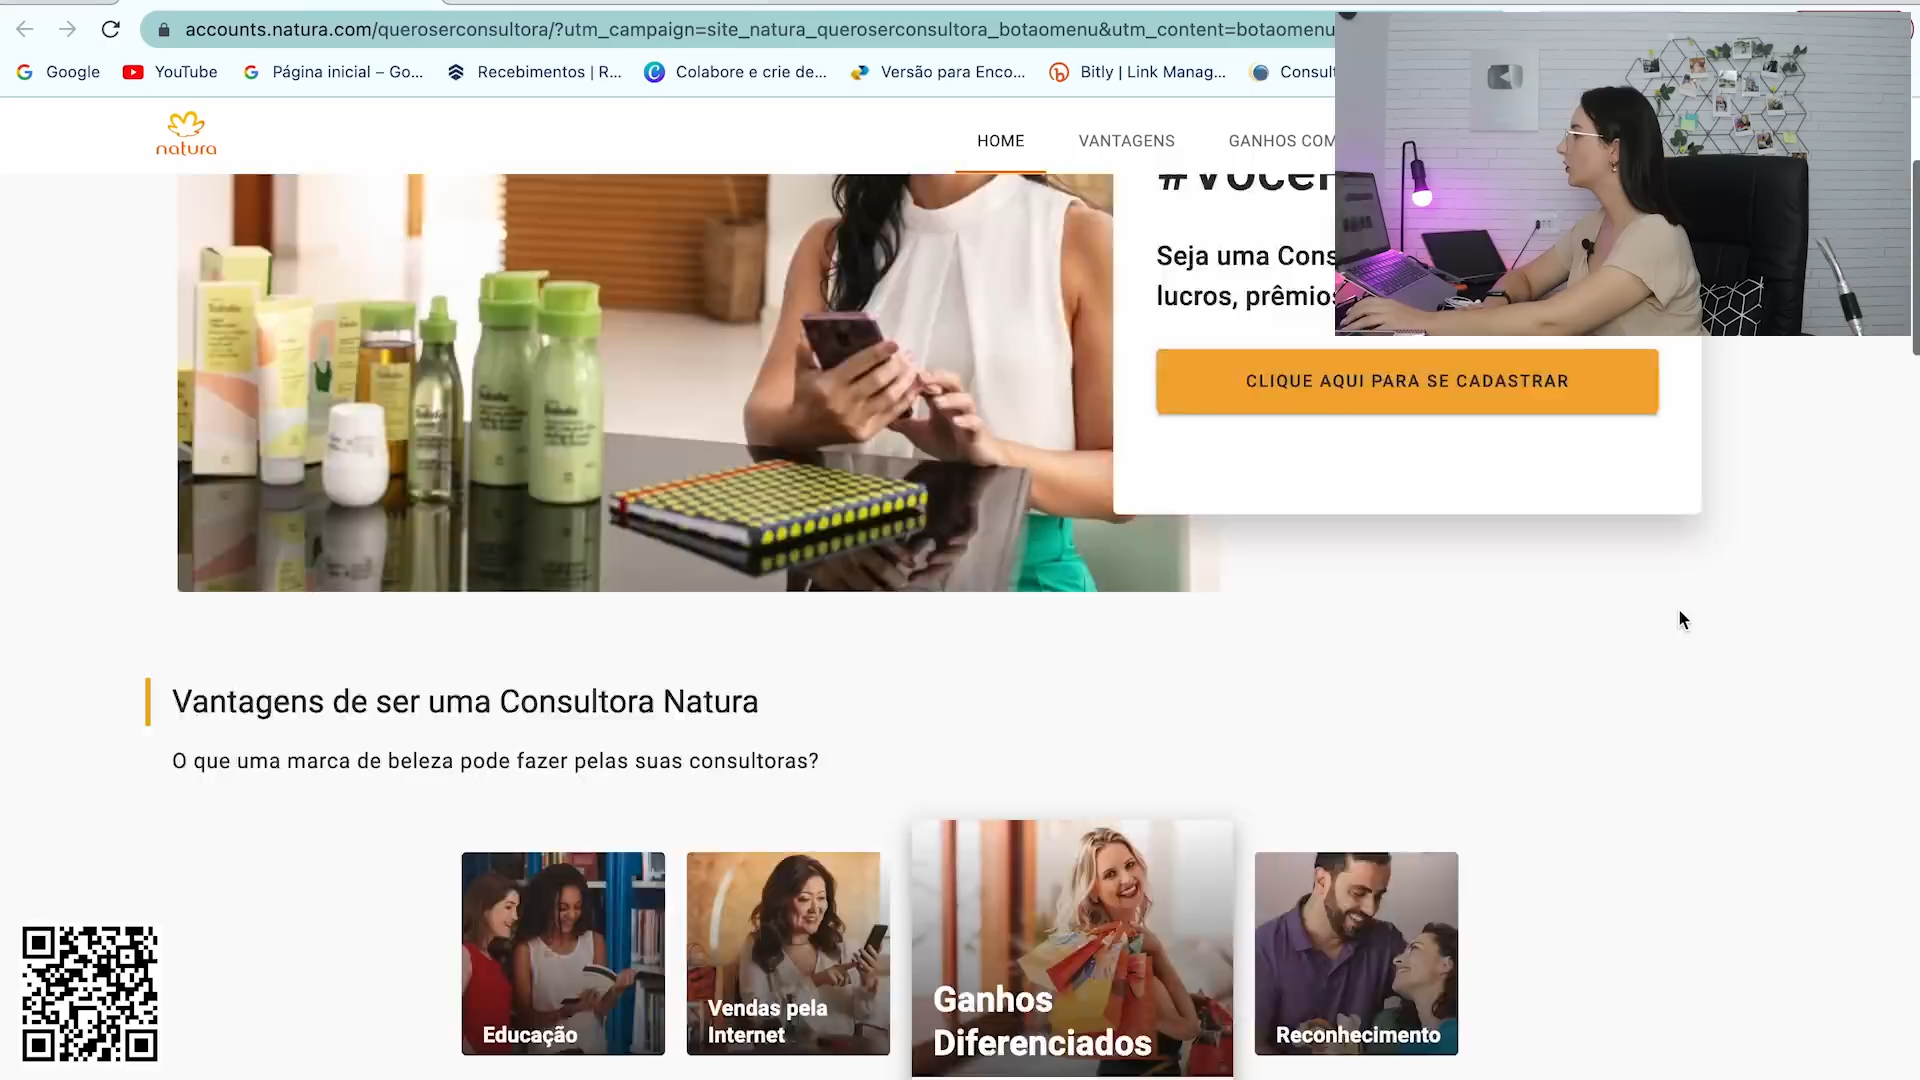 accounts.natura.com/queroserconsultora/?utm_campaign=site_natura_queroserconsultora_botaomenu&utm_content=botaomenu
Google
YouTube
Página inicial – Go...
Recebimentos | R...
Colabore e crie de...
Versão para Enco...
Bitly | Link Manag...
Consult
natura
HOME
VANTAGENS
GANHOS COM
Seja uma Cons
lucros, prêmios
CLIQUE AQUI PARA SE CADASTRAR
Vantagens de ser uma Consultora Natura
O que uma marca de beleza pode fazer pelas suas consultoras?
Educação
Vendas pela
Internet
Ganhos
Diferenciados
Reconhecimento